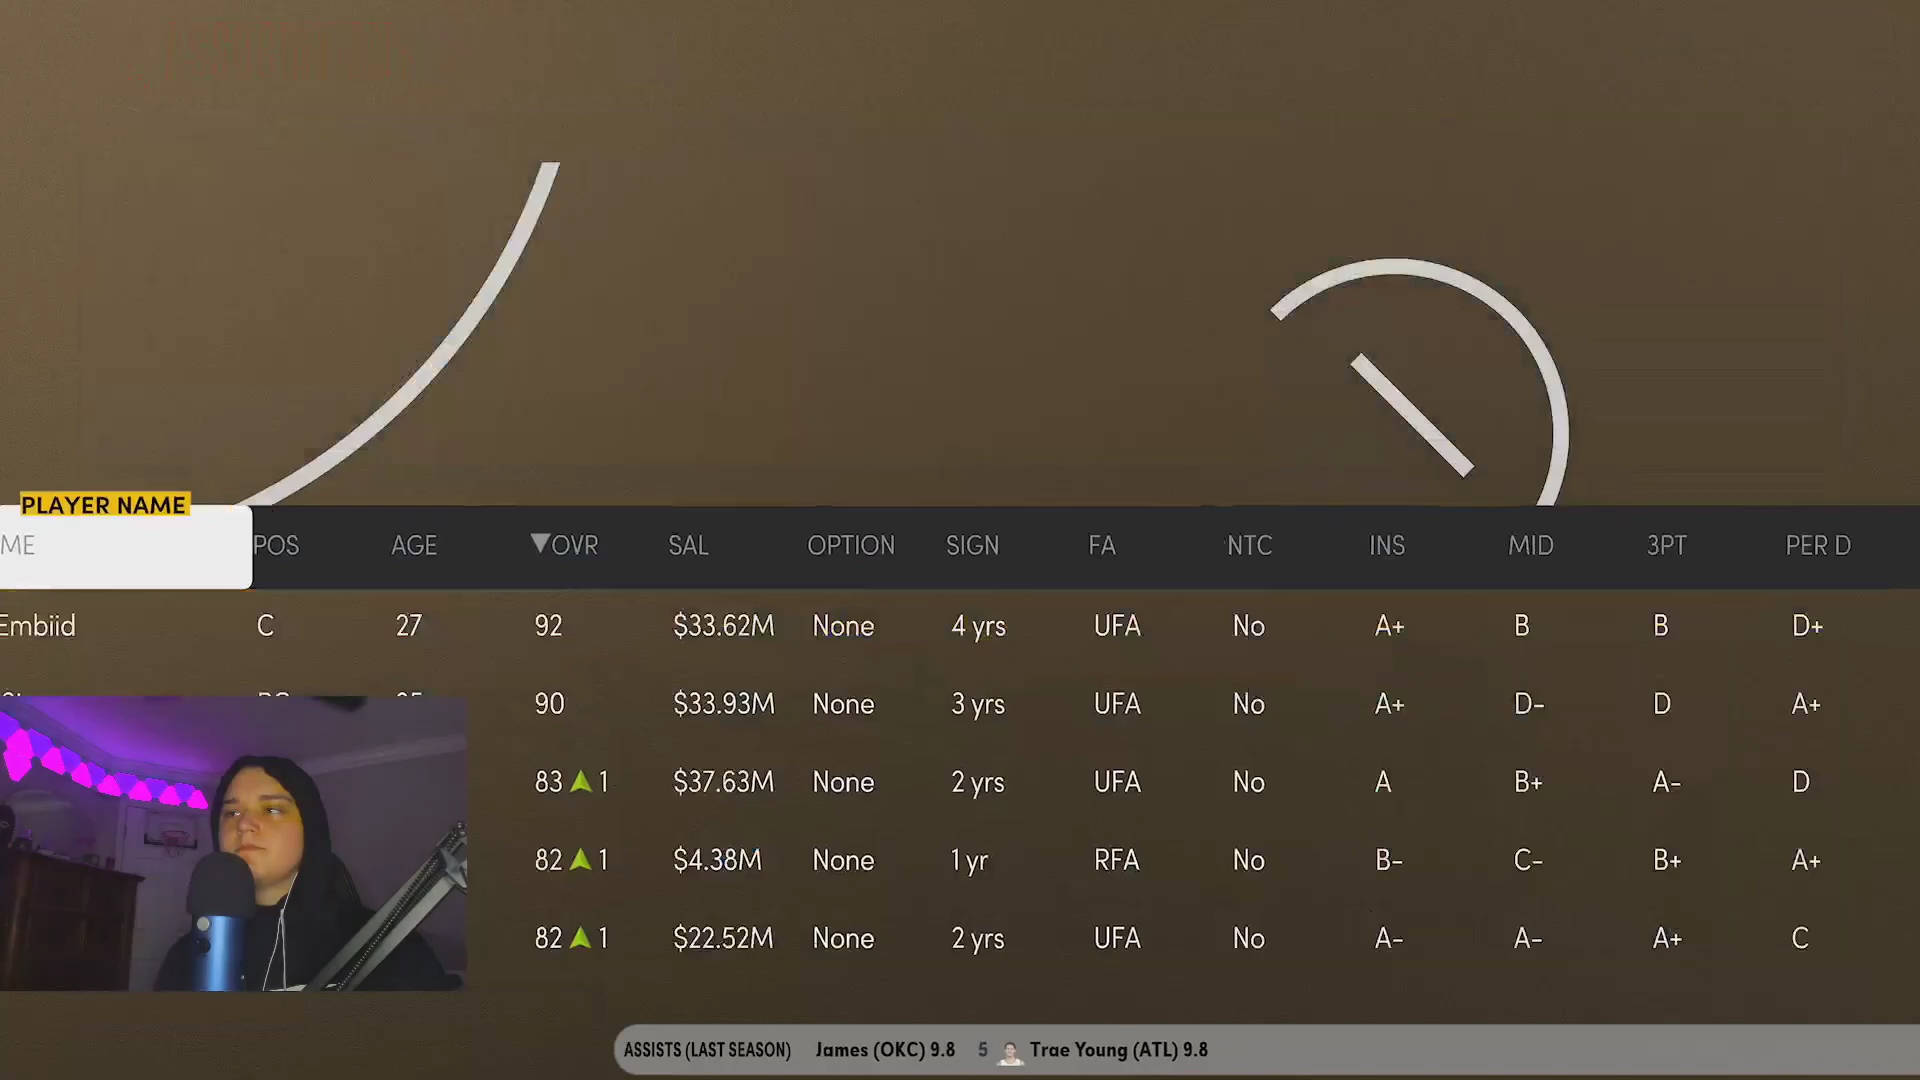 PLAYER NAME
ME POS AGE ▼OVR SAL OPTION SIGN FA NTC INS MID 3PT PER D
Embiid C 27 92 $33.62M None 4 yrs UFA No A+ B B D+
90 $33.93M None 3 yrs UFA No A+ D- D A+
83 ▲ 1 $37.63M None 2 yrs UFA No A B+ A- D
82 ▲ 1 $4.38M None 1 yr RFA No B- C- B+ A+
82 ▲ 1 $22.52M None 2 yrs UFA No A- A- A+ C
ASSISTS (LAST SEASON) James (OKC) 9.8 5 Trae Young (ATL) 9.8